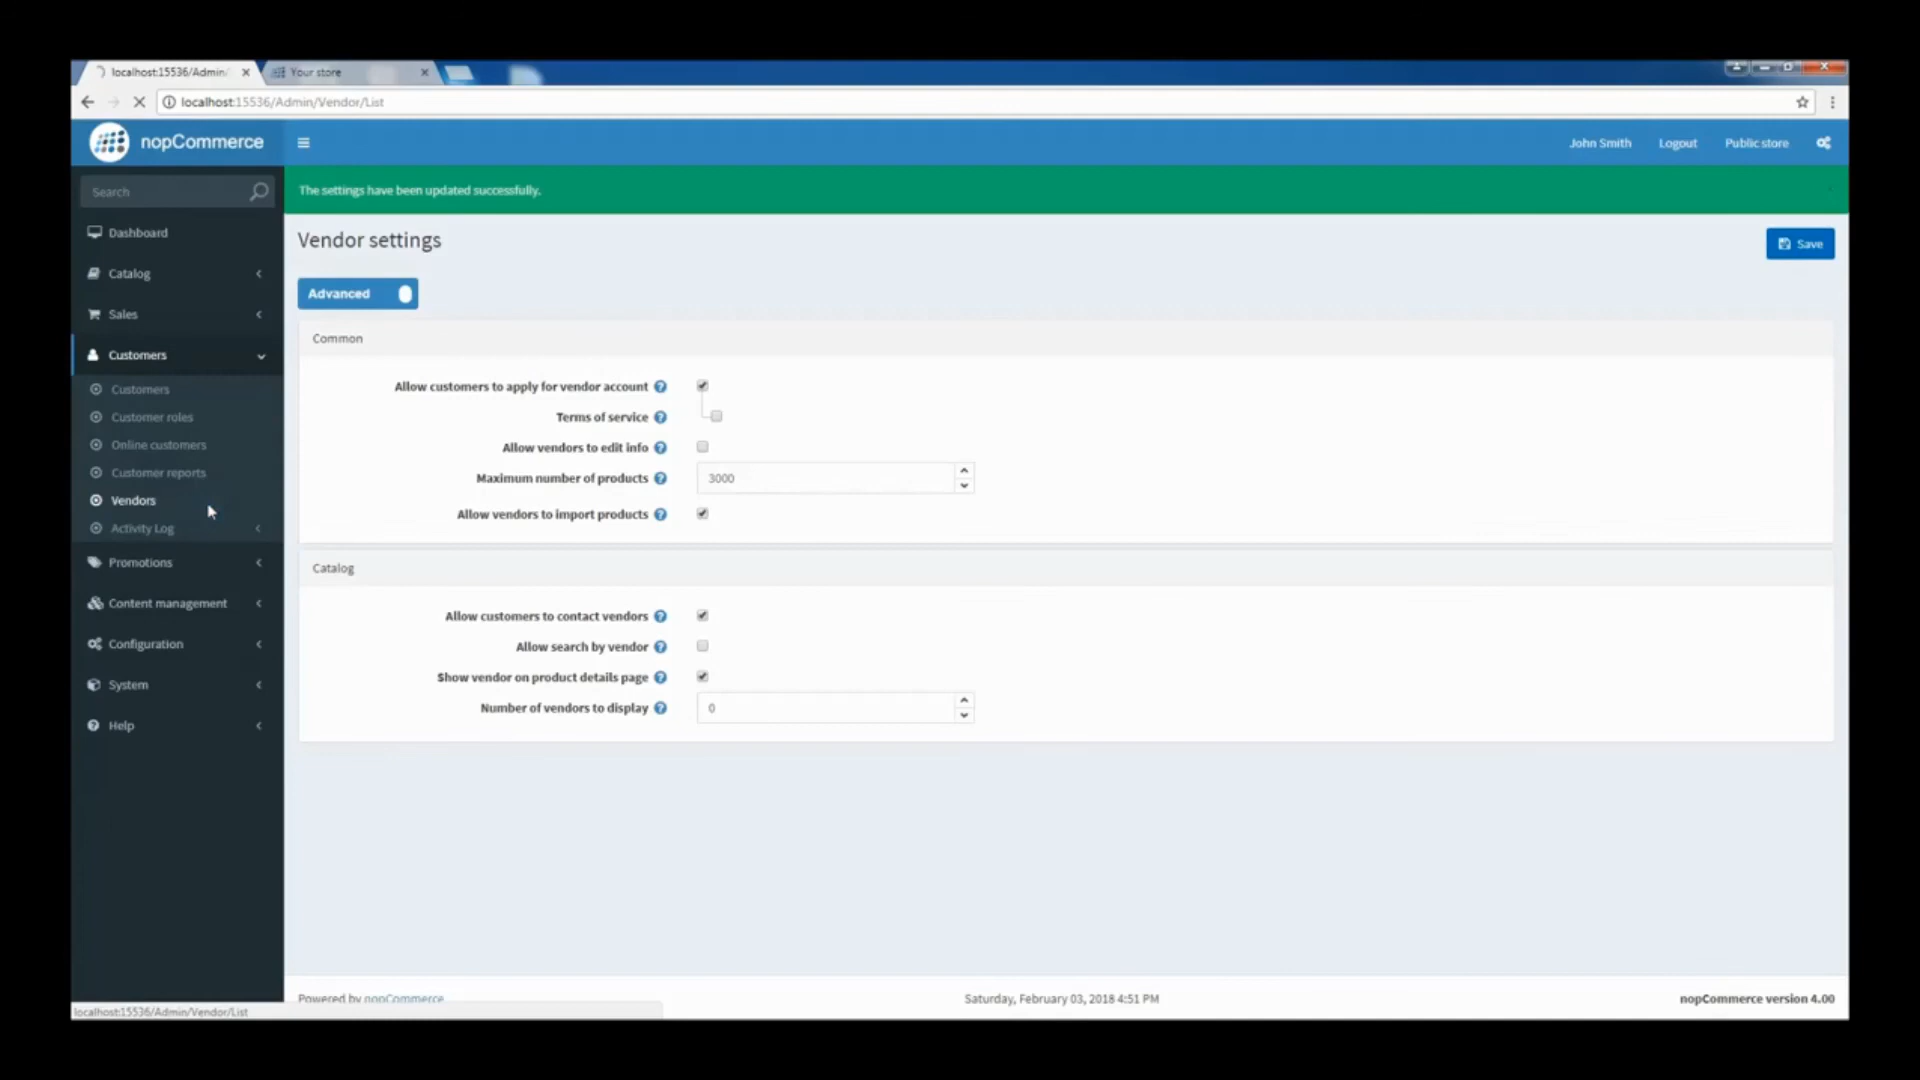 localhost:15536/Admin/
Your store
localhost:15536/Admin/Vendor/List
nopCommerce
John Smith
Logout
Public store
Search
The settings have been updated successfully.
Dashboard
Vendor settings
Save
Catalog
Advanced
Sales
Common
Customers
Allow customers to apply for vendor account
Customers
Terms of service
Customer roles
Allow vendors to edit info
Online customers
Maximum number of products
3000
Customer reports
Allow vendors to import products
Vendors
Activity Log
Promotions
Catalog
Content management
Allow customers to contact vendors
Configuration
Allow search by vendor
System
Show vendor on product details page
Number of vendors to display
0
Help
Powered by nopCommerce
Saturday, February 03, 2018 4:51 PM
nopCommerce version 4.00
localhost:15536/Admin/Vendor/List